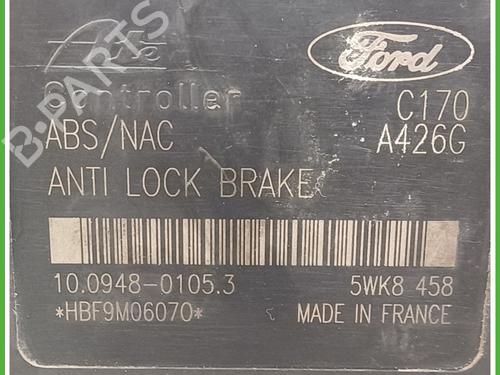 Ate
Ford
Controller
C170
ABS/NAC
A426G
ANTI LOCK BRAKE
10.0948-0105.3
5WK8 458
*HBF9M06070*
MADE IN FRANCE
B-PARTS